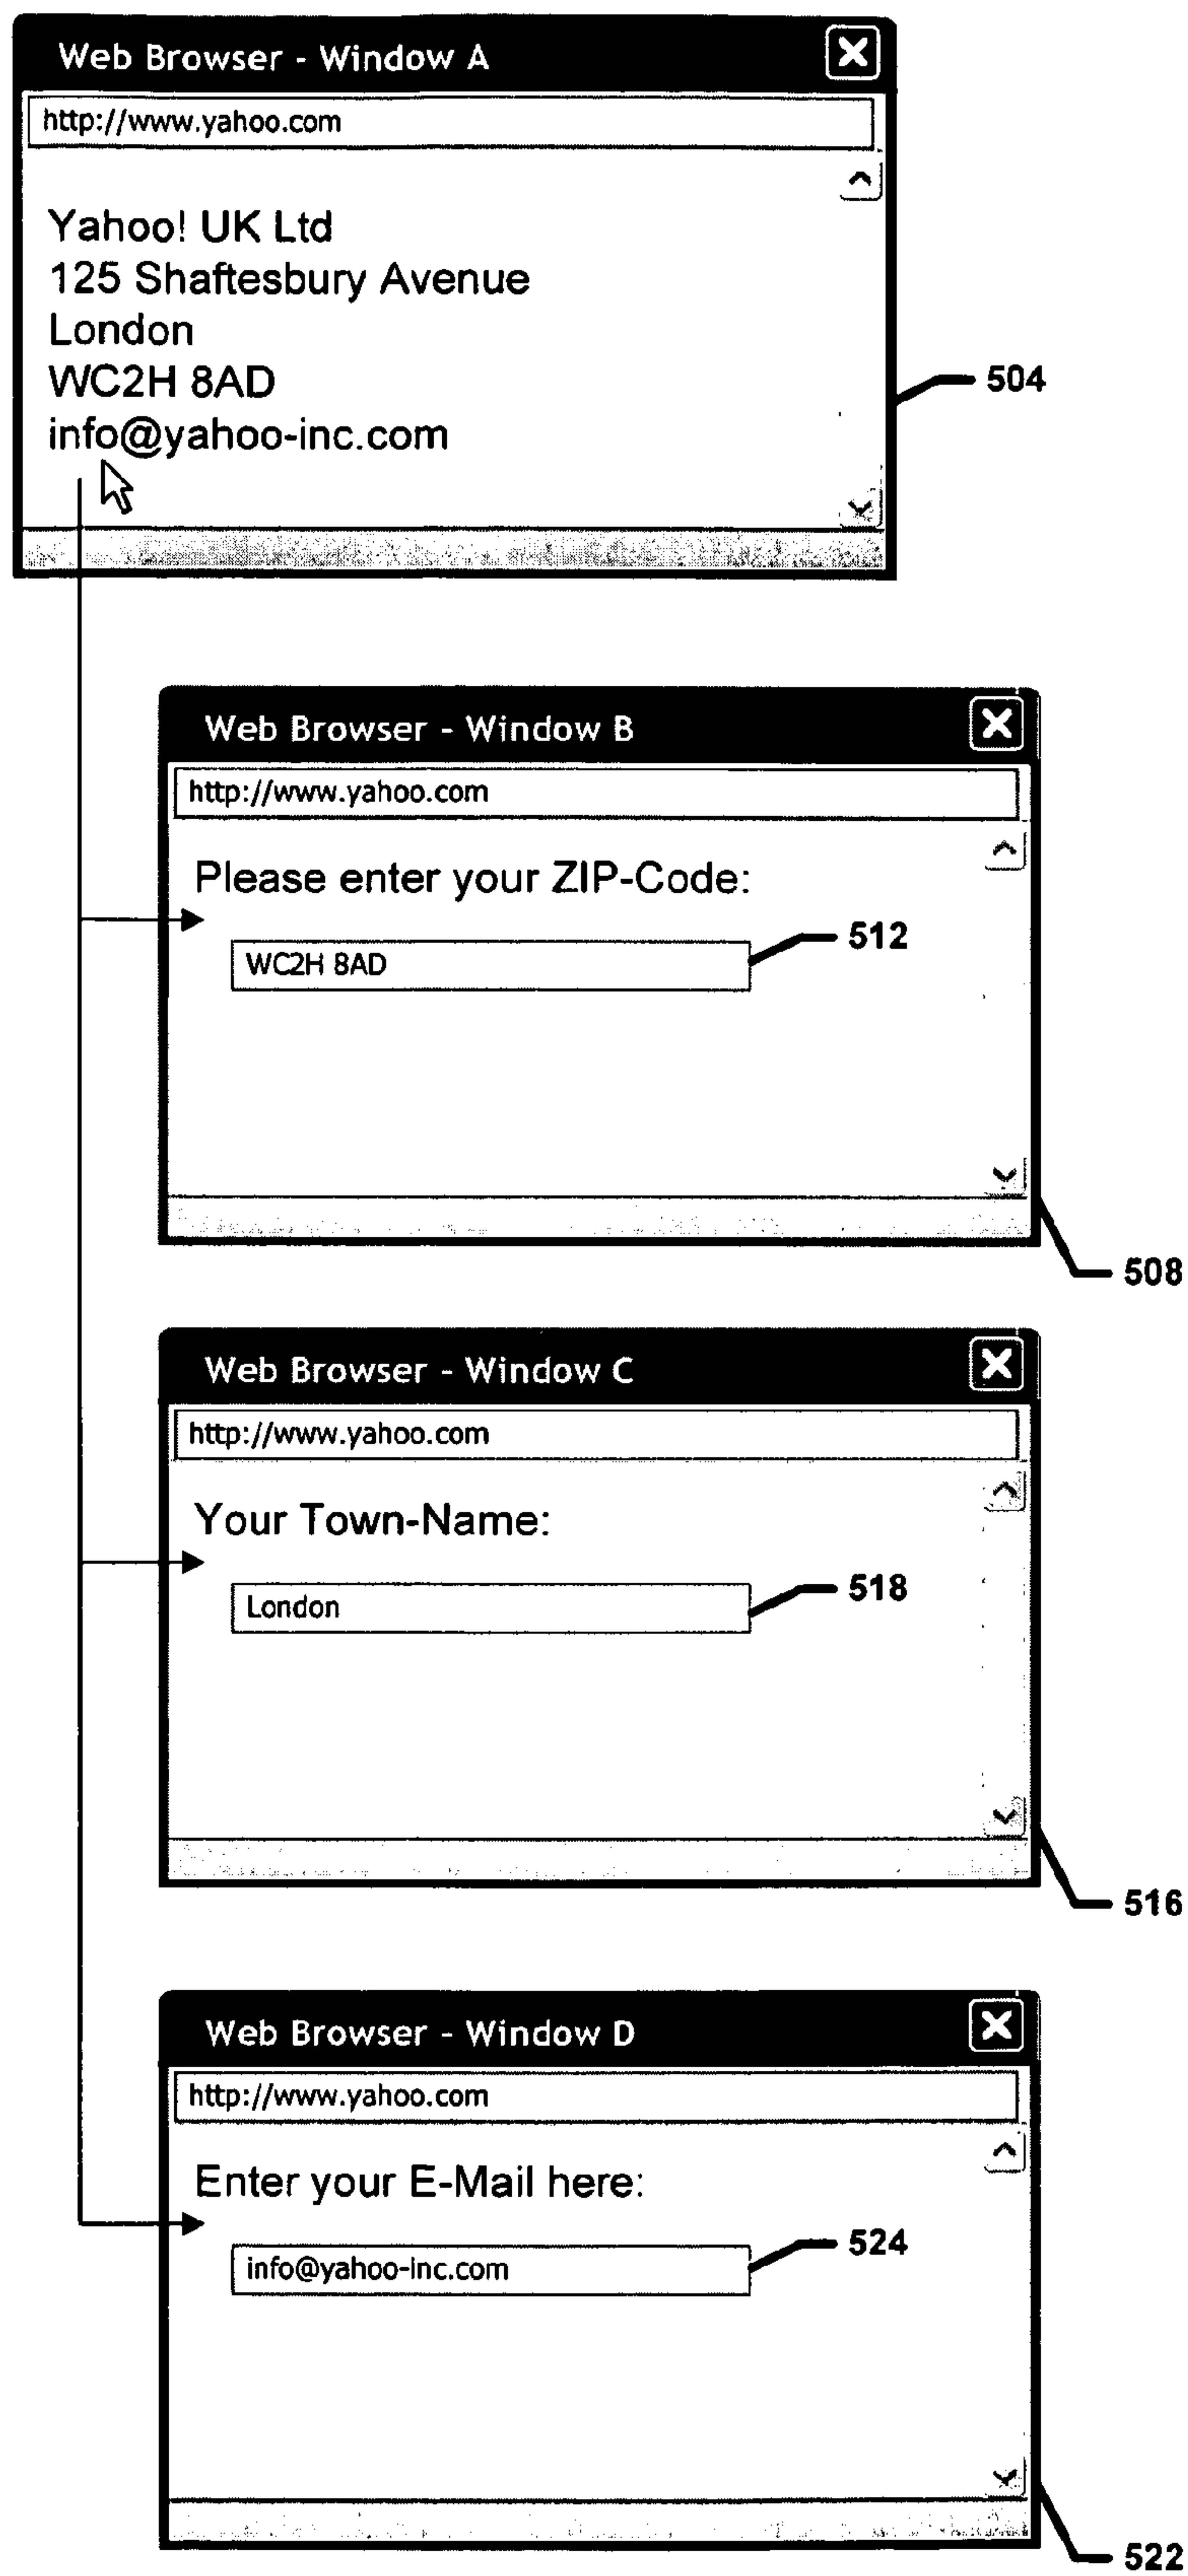 Web Browser - Window A
http://www.yahoo.com
Yahoo! UK Ltd
125 Shaftesbury Avenue
London
WC2H 8AD
504
info@yahoo-inc.com
Web Browser - Window B
http://www.yahoo.com
Please enter your ZIP-Code:
512
WC2H 8AD
508
Web Browser - Window C
http://www.yahoo.com
Your Town-Name:
518
London
516
Web Browser - Window D
http://www.yahoo.com
Enter your E-Mail here:
524
info@yahoo-inc.com
522